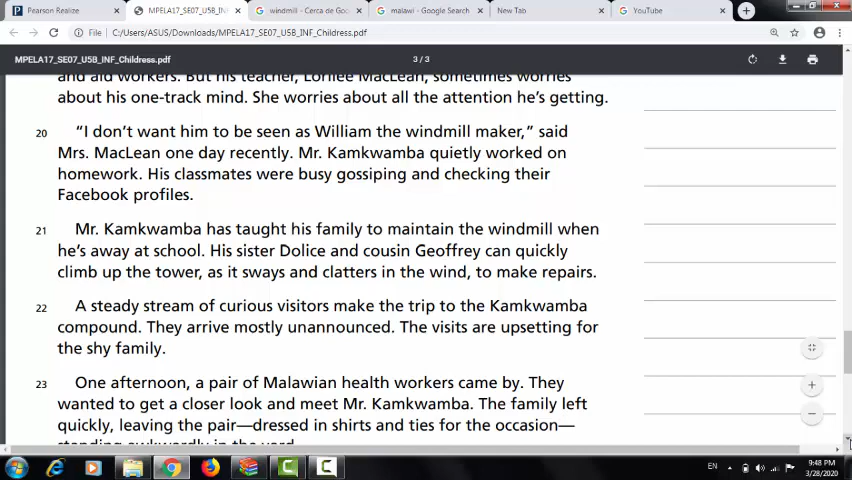 Pearson Realize
MPELA17_SE07_U5B_INF
windmill - Cerca de Goo
malawi - Google Search
New Tab
YouTube
File
C:/Users/ASUS/Downloads/MPELA17_SE07_U5B_INF_Childress.pdf
MPELA17_SE07_U5B_INF_Childress.pdf
3 / 3
and aid workers. But his teacher, Lorilee MacLean, sometimes worries
about his one-track mind. She worries about all the attention he's getting.
20 "I don't want him to be seen as William the windmill maker," said
Mrs. MacLean one day recently. Mr. Kamkwamba quietly worked on
homework. His classmates were busy gossiping and checking their
Facebook profiles.
21 Mr. Kamkwamba has taught his family to maintain the windmill when
he's away at school. His sister Dolice and cousin Geoffrey can quickly
climb up the tower, as it sways and clatters in the wind, to make repairs.
22 A steady stream of curious visitors make the trip to the Kamkwamba
compound. They arrive mostly unannounced. The visits are upsetting for
the shy family.
23 One afternoon, a pair of Malawian health workers came by. They
wanted to get a closer look and meet Mr. Kamkwamba. The family left
quickly, leaving the pair—dressed in shirts and ties for the occasion—
standing awkwardly in the yard.
EN
9:48 PM
3/28/2020